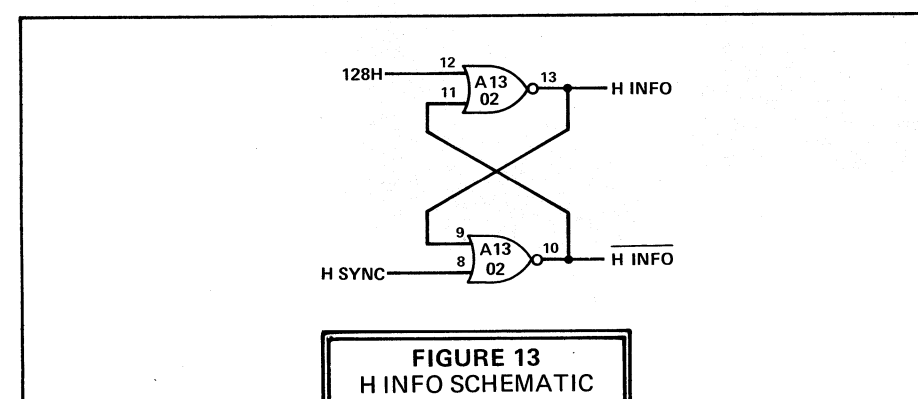 128H 12 A13 02 13 H INFO
11
9 A13 02 10 H INFO
8
H SYNC
FIGURE 13
H INFO SCHEMATIC